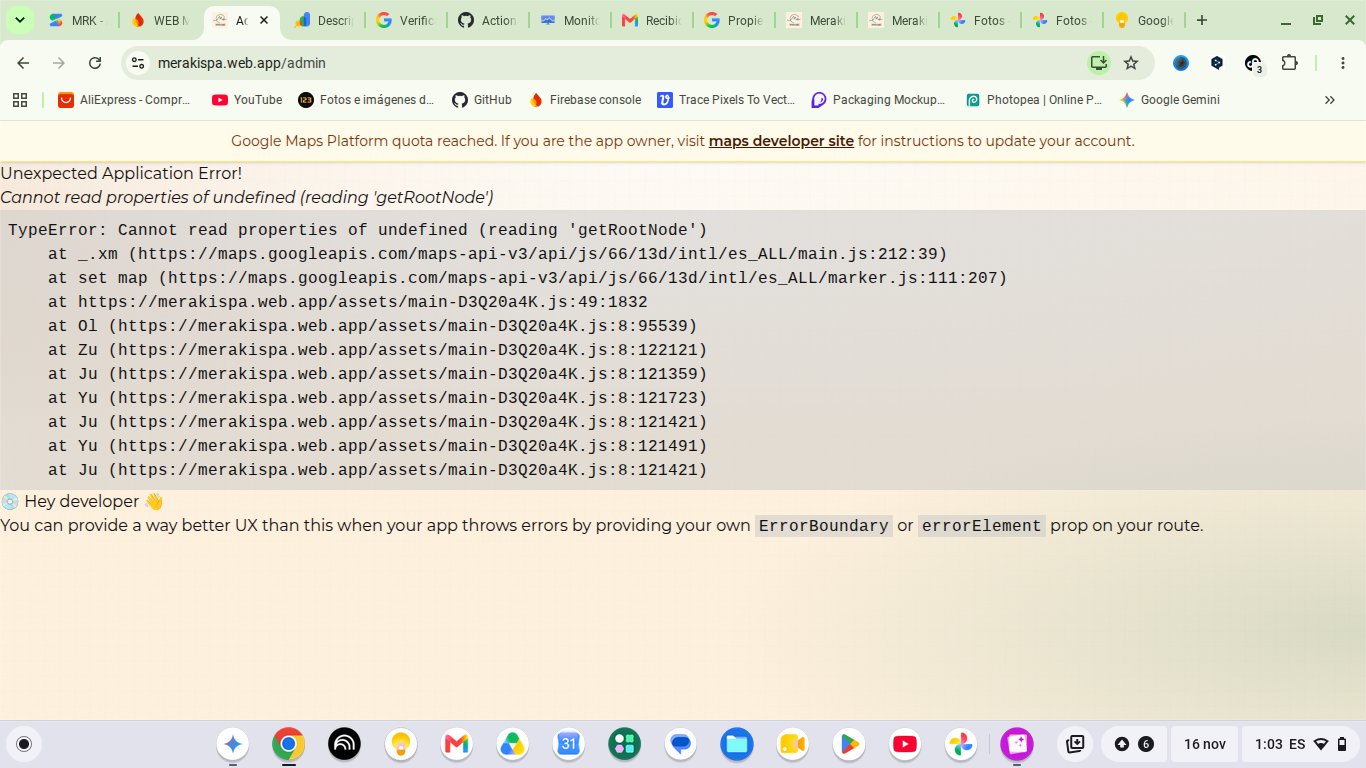 MRK -
WEB M
Ac
Descrip
Verific
Action
Monito
Recibid
Propie
Meraki
Meraki
Fotos -
Fotos
Google
merakispa.web.app/admin
3
AliExpress - Compr...
YouTube
123
Fotos e imágenes d...
GitHub
Firebase console
Trace Pixels To Vect...
Packaging Mockup...
Photopea | Online P...
Google Gemini
Google Maps Platform quota reached. If you are the app owner, visit maps developer site for instructions to update your account.
Unexpected Application Error!
Cannot read properties of undefined (reading 'getRootNode')
TypeError: Cannot read properties of undefined (reading 'getRootNode')
at _.xm (https://maps.googleapis.com/maps-api-v3/api/js/66/13d/intl/es_ALL/main.js:212:39)
at set map (https://maps.googleapis.com/maps-api-v3/api/js/66/13d/intl/es_ALL/marker.js:111:207)
at https://merakispa.web.app/assets/main-D3Q20a4K.js:49:1832
at Ol (https://merakispa.web.app/assets/main-D3Q20a4K.js:8:95539)
at Zu (https://merakispa.web.app/assets/main-D3Q20a4K.js:8:122121)
at Ju (https://merakispa.web.app/assets/main-D3Q20a4K.js:8:121359)
at Yu (https://merakispa.web.app/assets/main-D3Q20a4K.js:8:121723)
at Ju (https://merakispa.web.app/assets/main-D3Q20a4K.js:8:121421)
at Yu (https://merakispa.web.app/assets/main-D3Q20a4K.js:8:121491)
at Ju (https://merakispa.web.app/assets/main-D3Q20a4K.js:8:121421)
💿 Hey developer 👋
You can provide a way better UX than this when your app throws errors by providing your own ErrorBoundary or errorElement prop on your route.
31
6
16 nov
1:03 ES